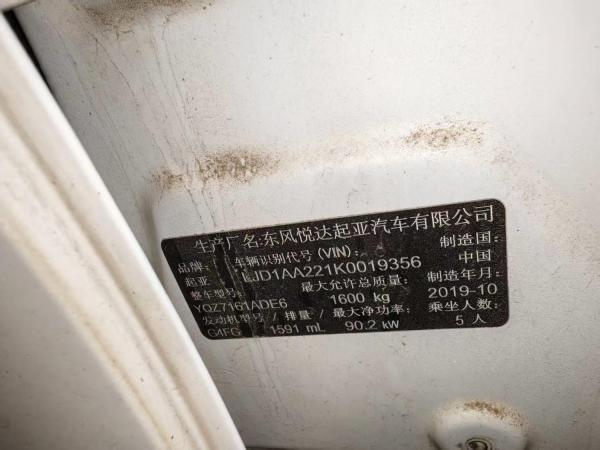 生产厂名:东风悦达起亚汽车有限公司
品牌: 车辆识别代号(VIN): 制造国:
起亚 LJD1AA221K0019356 中国
整车型号: 最大允许总质量: 制造年月:
YQZ7161ADE6 1600 kg 2019-10
发动机型号 / 排量 / 最大净功率: 乘坐人数:
G4FG 1591 mL 90.2 kW 5 人